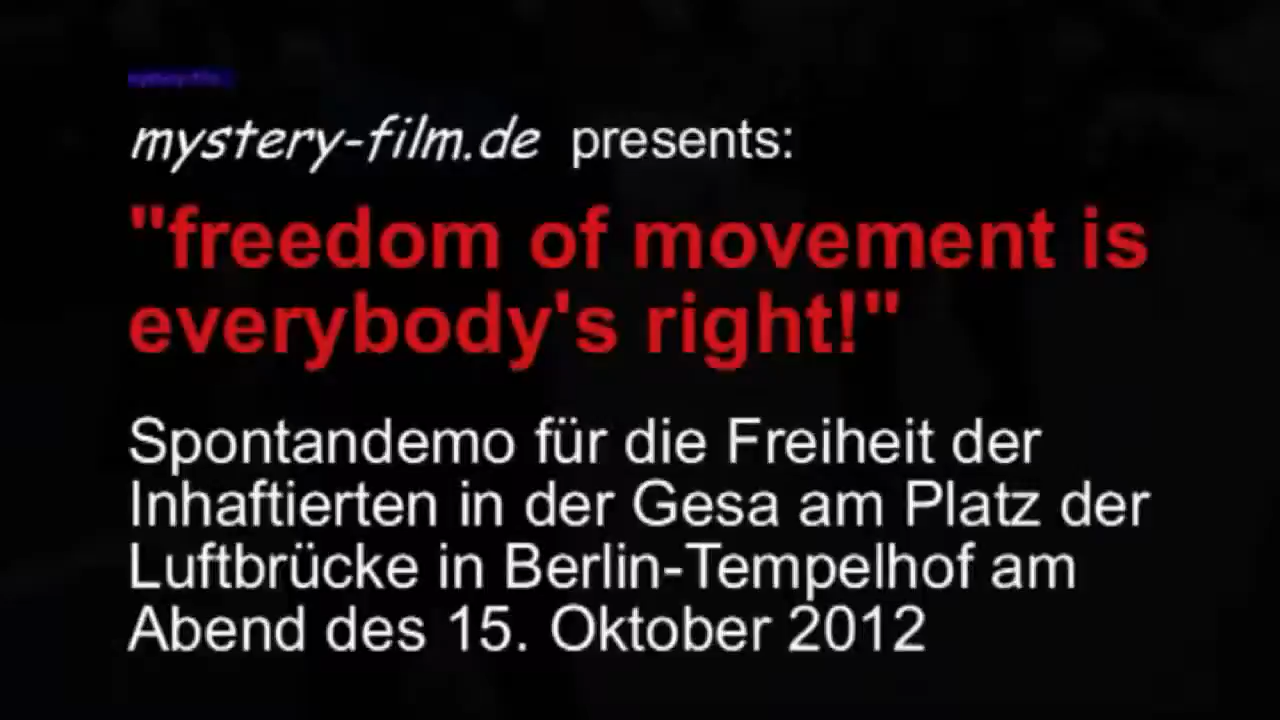 mystery-film.de presents:
"freedom of movement is
everybody's right!"
Spontandemo für die Freiheit der
Inhaftierten in der Gesa am Platz der
Luftbrücke in Berlin-Tempelhof am
Abend des 15. Oktober 2012